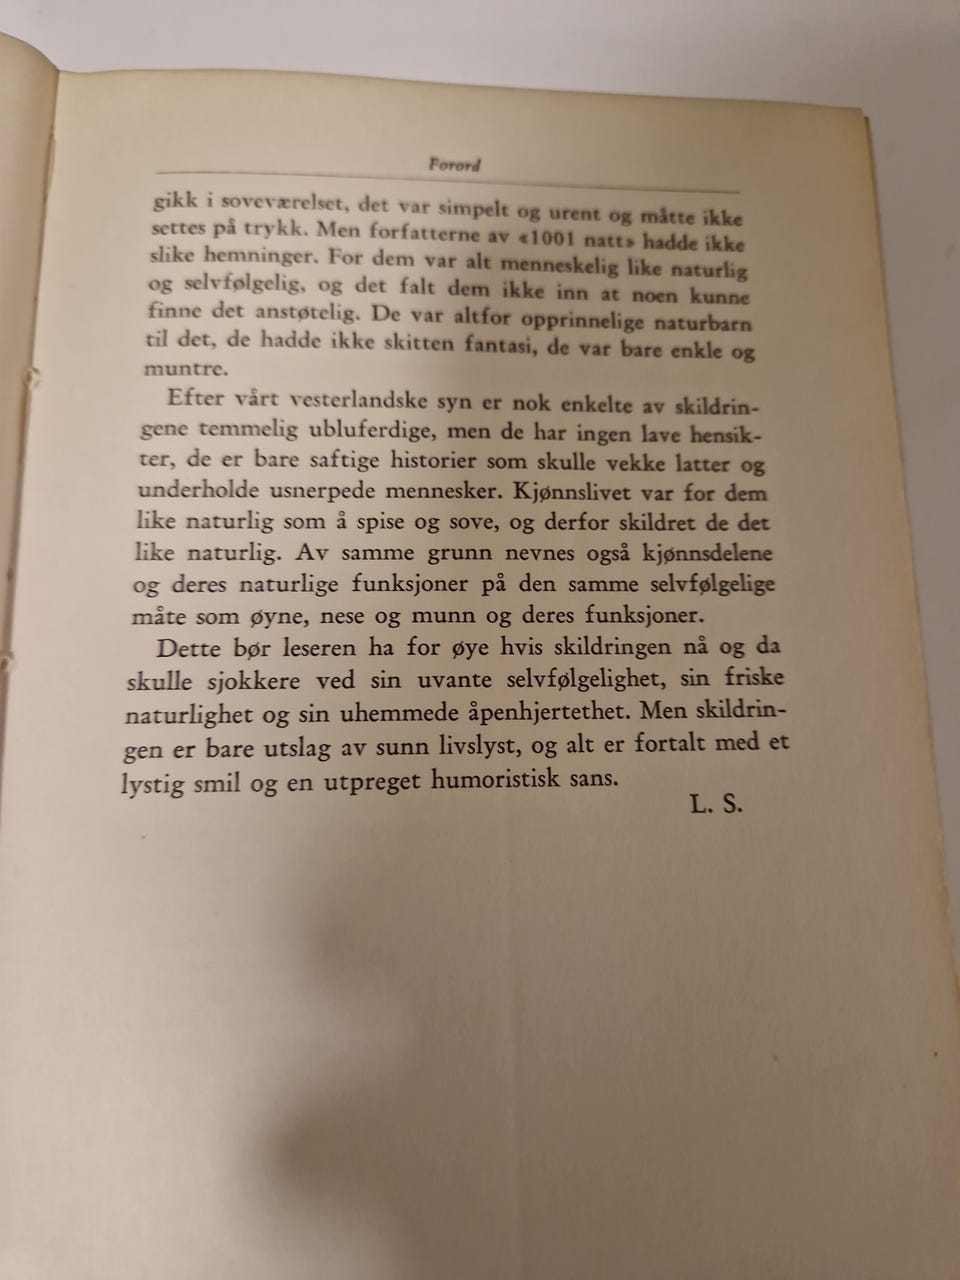 Forord
gikk i soveværelset, det var simpelt og urent og måtte ikke
settes på trykk. Men forfatterne av «1001 natt» hadde ikke
slike hemninger. For dem var alt menneskelig like naturlig
og selvfølgelig, og det falt dem ikke inn at noen kunne
finne det anstøtelig. De var altfor opprinnelige naturbarn
til det, de hadde ikke skitten fantasi, de var bare enkle og
muntre.
Efter vårt vesterlandske syn er nok enkelte av skildrin-
gene temmelig ubluferdige, men de har ingen lave hensik-
ter, de er bare saftige historier som skulle vekke latter og
underholde usnerpede mennesker. Kjønnslivet var for dem
like naturlig som å spise og sove, og derfor skildret de det
like naturlig. Av samme grunn nevnes også kjønnsdelene
og deres naturlige funksjoner på den samme selvfølgelige
måte som øyne, nese og munn og deres funksjoner.
Dette bør leseren ha for øye hvis skildringen nå og da
skulle sjokkere ved sin uvante selvfølgelighet, sin friske
naturlighet og sin uhemmede åpenhjertethet. Men skildrin-
gen er bare utslag av sunn livslyst, og alt er fortalt med et
lystig smil og en utpreget humoristisk sans.
L. S.